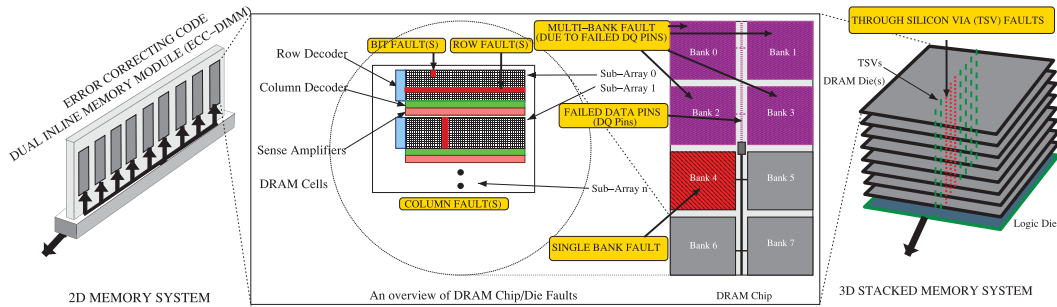 ERROR CORRECTING CODE
DUAL INLINE MEMORY MODULE (ECC-DIMM)
2D MEMORY SYSTEM
Row Decoder
BIT FAULT(S)
ROW FAULT(S)
Column Decoder
Sub-Array 0
Sub-Array 1
Sense Amplifiers
DRAM Cells
Sub-Array n
COLUMN FAULT(S)
An overview of DRAM Chip/Die Faults
MULTI-BANK FAULT
(DUE TO FAILED DQ PINS)
FAILED DATA PINS
(DQ Pins)
SINGLE BANK FAULT
Bank 0
Bank 1
Bank 2
Bank 3
Bank 4
Bank 5
Bank 6
Bank 7
DRAM Chip
THROUGH SILICON VIA (TSV) FAULTS
TSVs
DRAM Die(s)
Logic Die
3D STACKED MEMORY SYSTEM